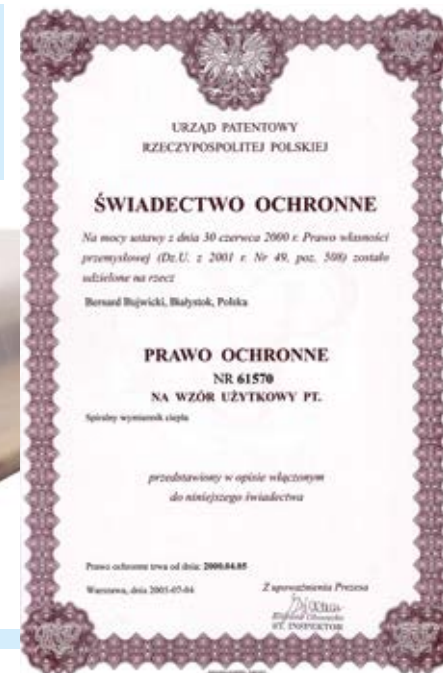 URZĄD PATENTOWY
RZECZYPOSPOLITEJ POLSKIEJ
ŚWIADECTWO OCHRONNE
Na mocy ustawy z dnia 30 czerwca 2000 r. Prawo własności
przemysłowej (Dz.U. z 2001 r. Nr 49, poz. 508) zostało
udzielone na rzecz
Bernard Bujwicki, Białystok, Polska
PRAWO OCHRONNE
NR 61570
NA WZÓR UŻYTKOWY PT.
Spiralny wymiennik ciepła
przedstawiony w opisie włączonym
do niniejszego świadectwa
Prawo ochronne trwa od dnia: 2000.04.05
Warszawa, dnia 2005-07-04
Z upoważnienia Prezesa
ST. INSPEKTOR